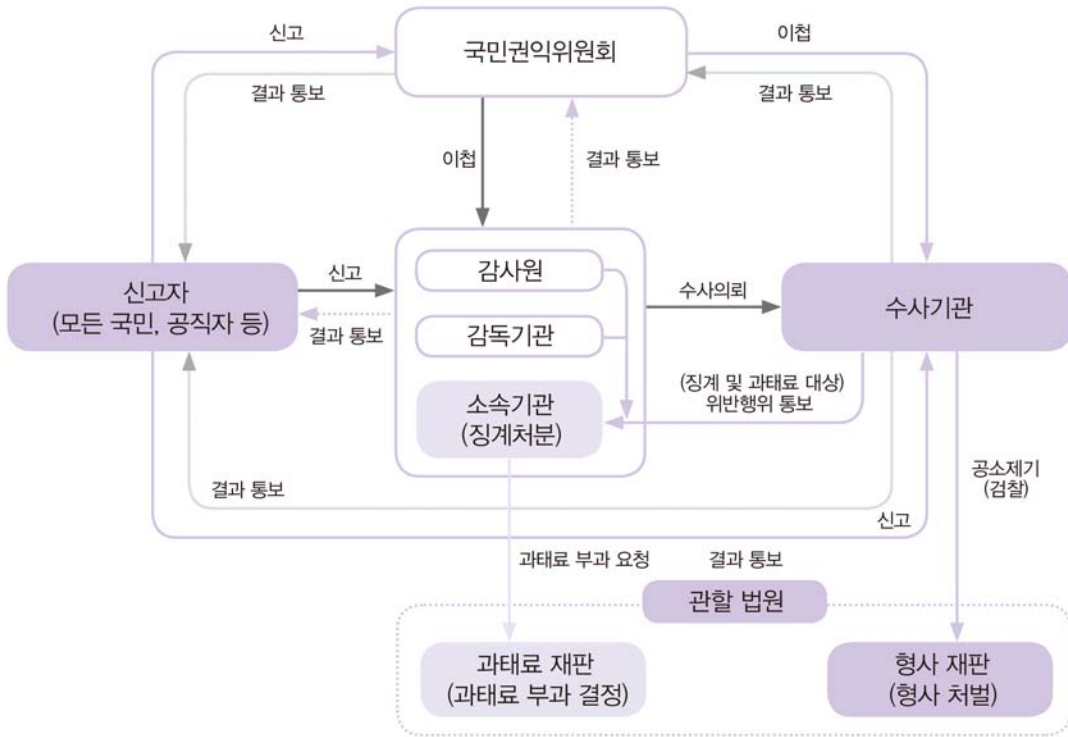 신고
국민권익위원회
이첩
결과 통보
결과 통보
이첩
결과 통보
신고자
(모든 국민, 공직자 등)
신고
결과 통보
감사원
감독기관
소속기관
(징계처분)
수사의뢰
수사기관
(징계 및 과태료 대상)
위반행위 통보
결과 통보
신고
공소제기
(검찰)
과태료 부과 요청
결과 통보
관할 법원
과태료 재판
(과태료 부과 결정)
형사 재판
(형사 처벌)